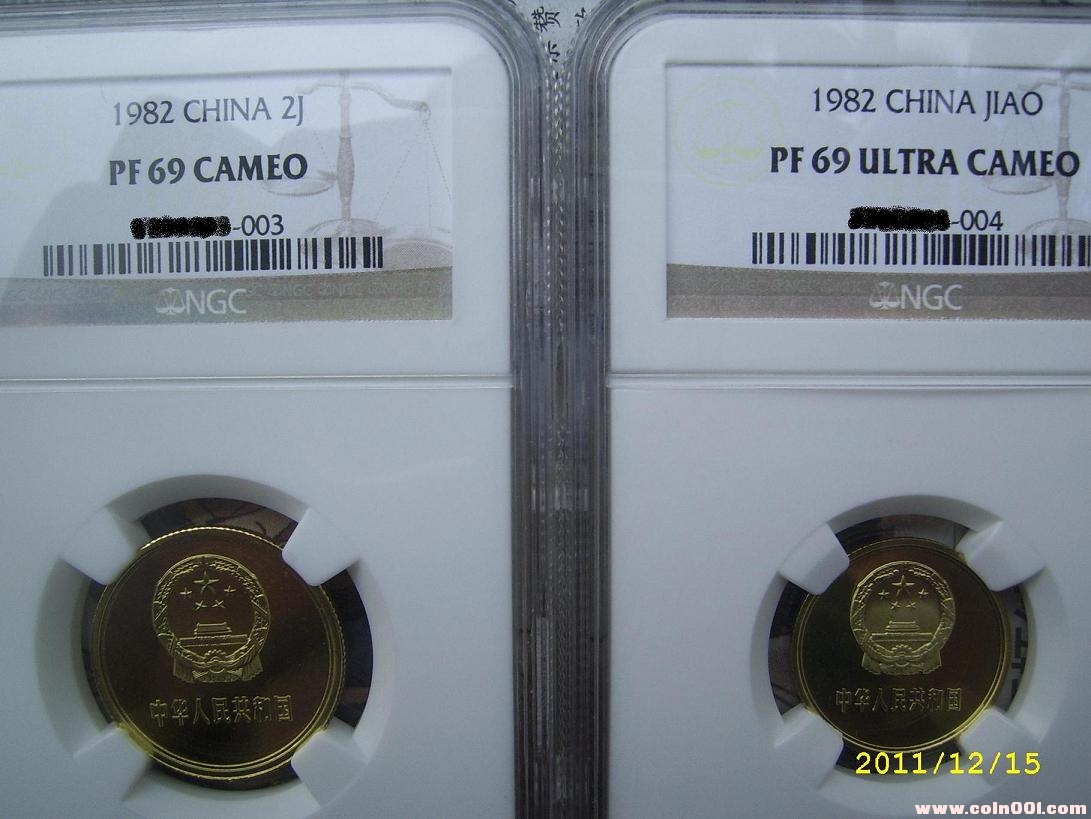 赞
1982 CHINA 2J
PF 69 CAMEO
-003
NGC
1982 CHINA JIAO
PF 69 ULTRA CAMEO
-004
NGC
中华人民共和国
中华人民共和国
2011/12/15
www.coin001.com